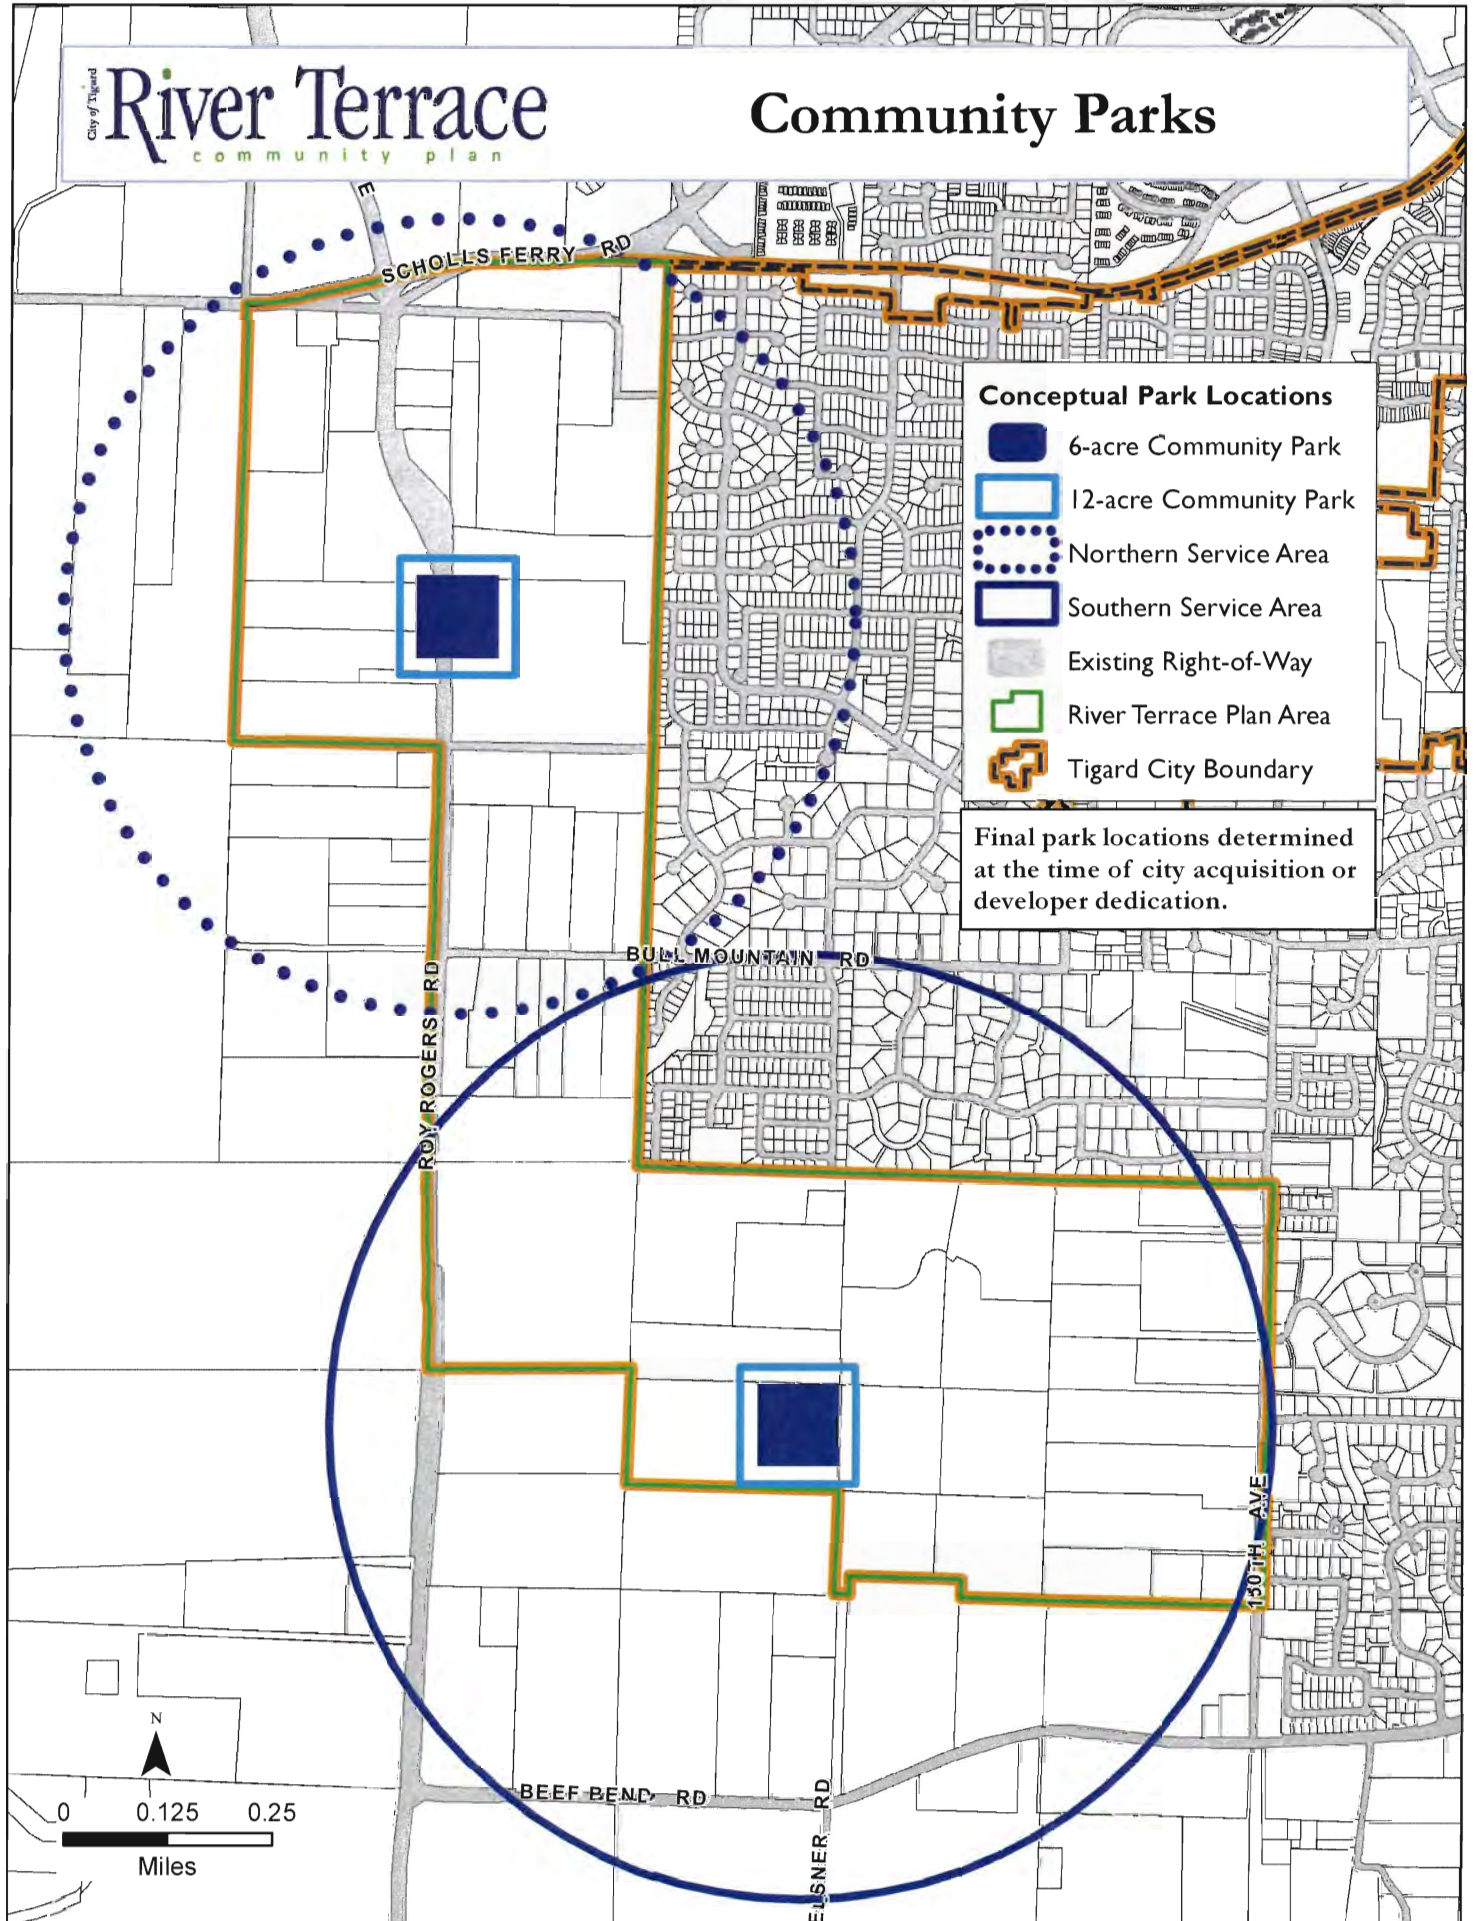 City of Tigard
River Terrace
community plan
Community Parks
E
SCHOLLS FERRY RD
Conceptual Park Locations
6-acre Community Park
12-acre Community Park
Northern Service Area
Southern Service Area
Existing Right-of-Way
River Terrace Plan Area
Tigard City Boundary
Final park locations determined
at the time of city acquisition or
developer dedication.
BULL MOUNTAIN RD
ROY ROGERS RD
150TH AVE
N
0 0.125 0.25
Miles
BEEF BEND RD
ELSNER RD